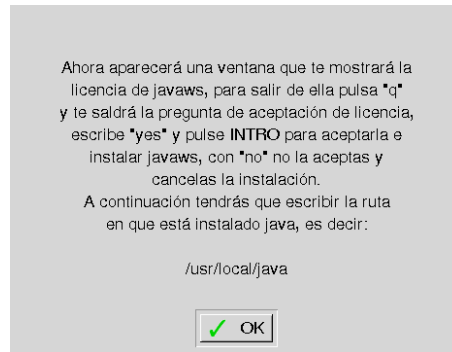 Ahora aparecerá una ventana que te mostrará la
licencia de javaws, para salir de ella pulsa "q"
y te saldrá la pregunta de aceptación de licencia,
escribe "yes" y pulse INTRO para aceptarla e
instalar javaws, con "no" no la aceptas y
cancelas la instalación.
A continuación tendrás que escribir la ruta
en que está instalado java, es decir:
/usr/local/java
OK